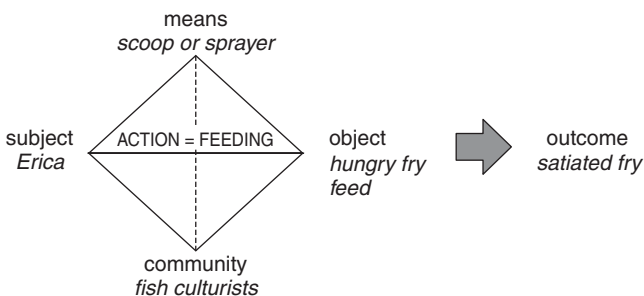 means
scoop or sprayer
subject
Erica
ACTION = FEEDING
object
hungry fry
feed
outcome
satiated fry
community
fish culturists